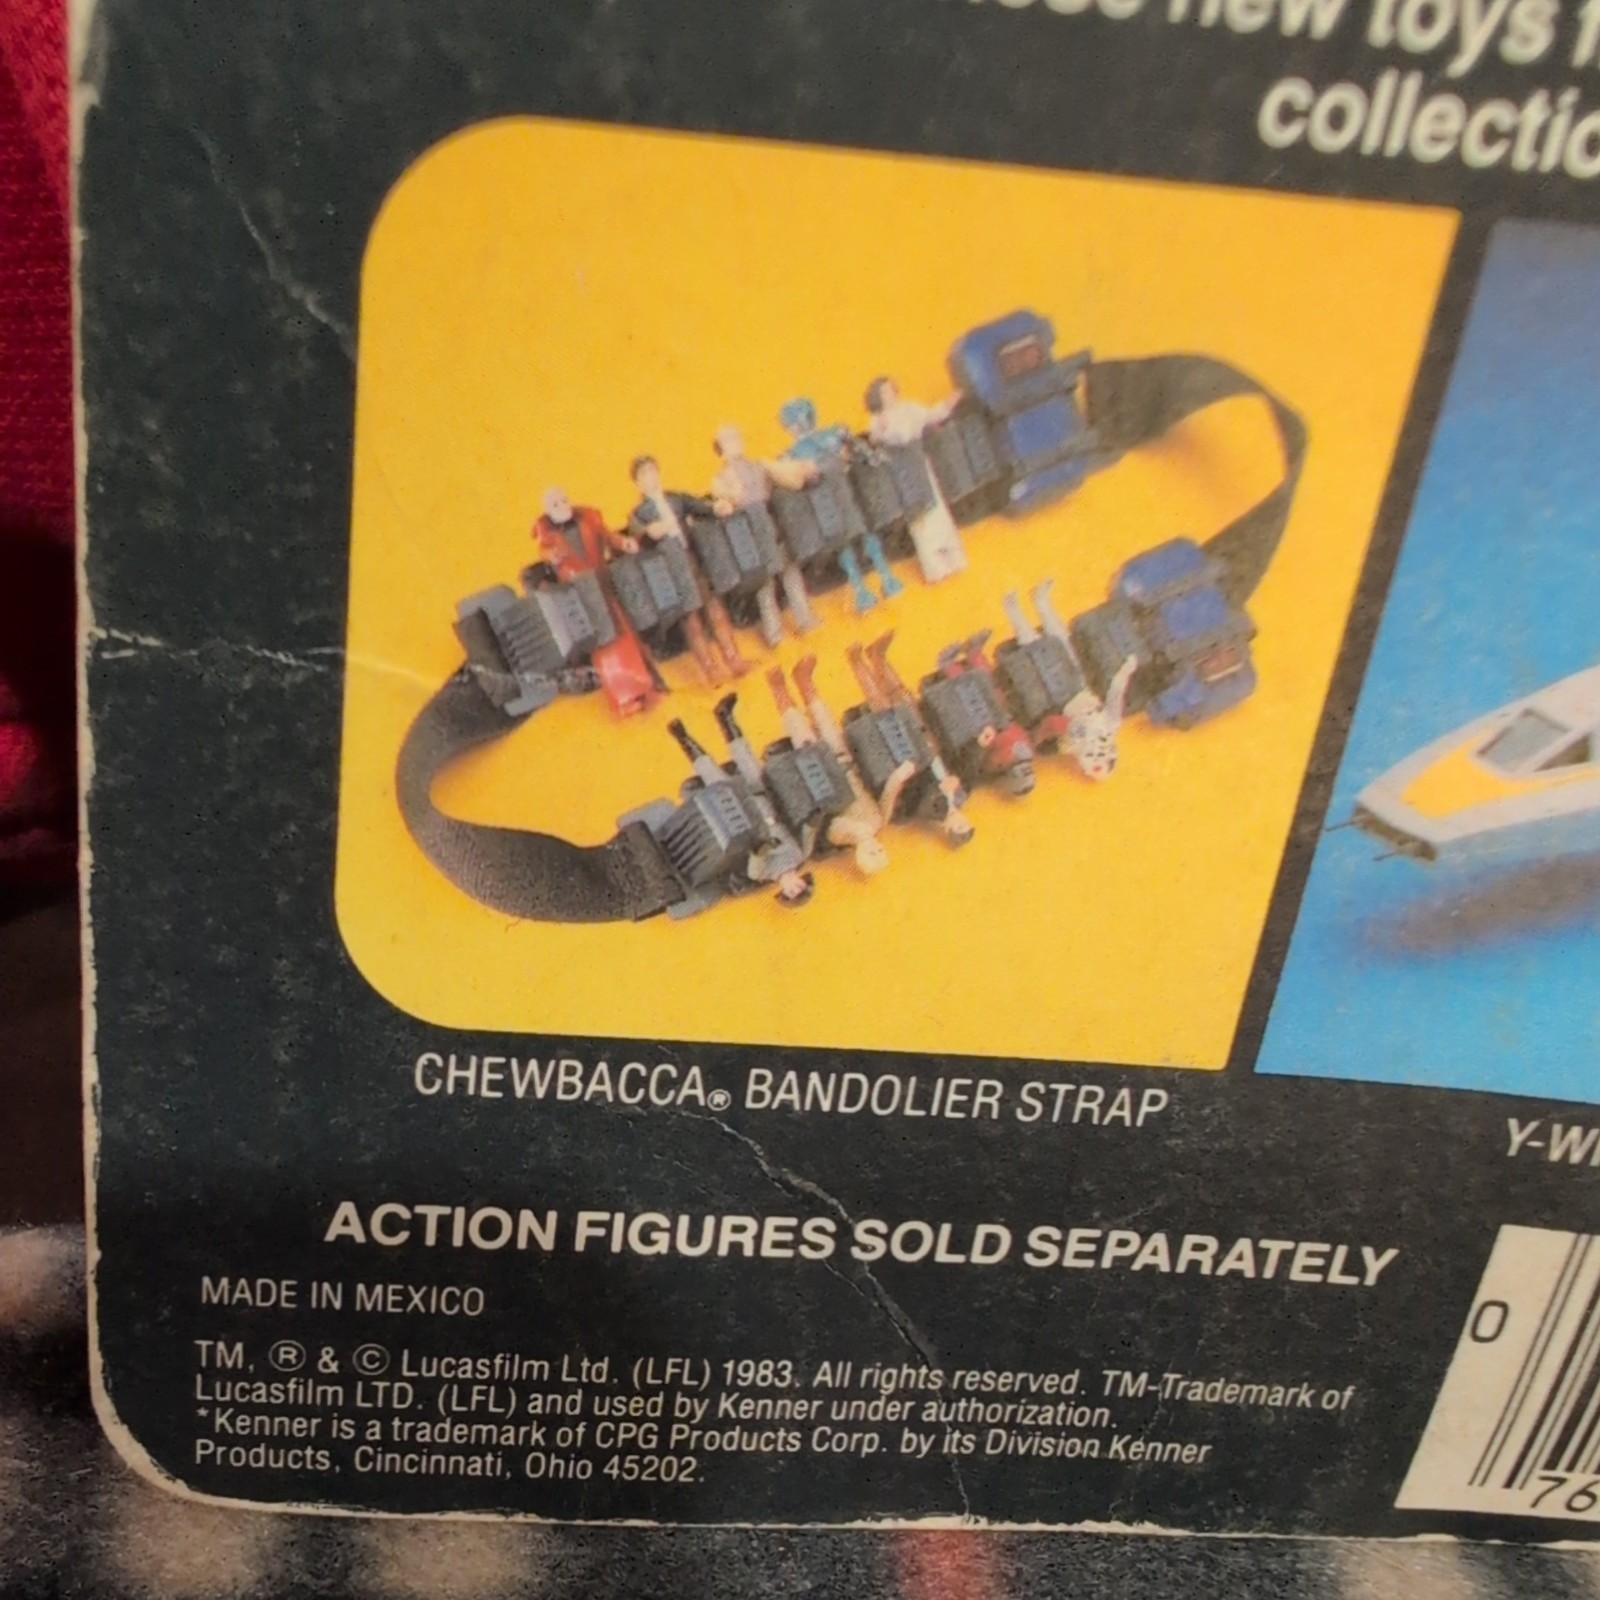 new toys
CHEWBACCA® BANDOLIER STRAP
ACTION FIGURES SOLD SEPARATELY
MADE IN MEXICO
TM, ® & © Lucasfilm Ltd. (LFL) 1983. All rights reserved. TM-Trademark of
Lucasfilm LTD. (LFL) and used by Kenner under authorization.
*Kenner is a trademark of CPG Products Corp. by its Division Kenner
Products, Cincinnati, Ohio 45202.
0
76